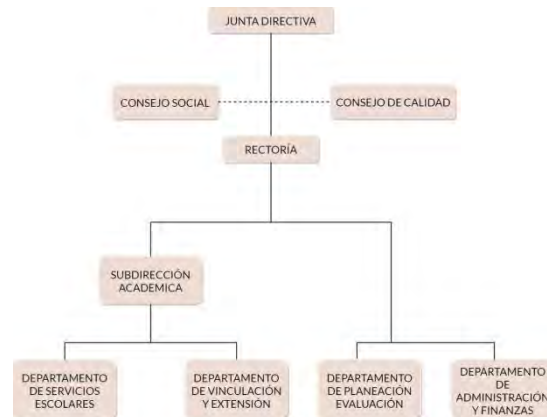 JUNTA DIRECTIVA
CONSEJO SOCIAL
CONSEJO DE CALIDAD
RECTORÍA
SUBDIRECCIÓN
ACADEMICA
DEPARTAMENTO
DE SERVICIOS
ESCOLARES
DEPARTAMENTO
DE VINCULACIÓN
Y EXTENSIÓN
DEPARTAMENTO
DE PLANEACIÓN
EVALUACIÓN
DEPARTAMENTO
DE
ADMINISTRACIÓN
Y FINANZAS